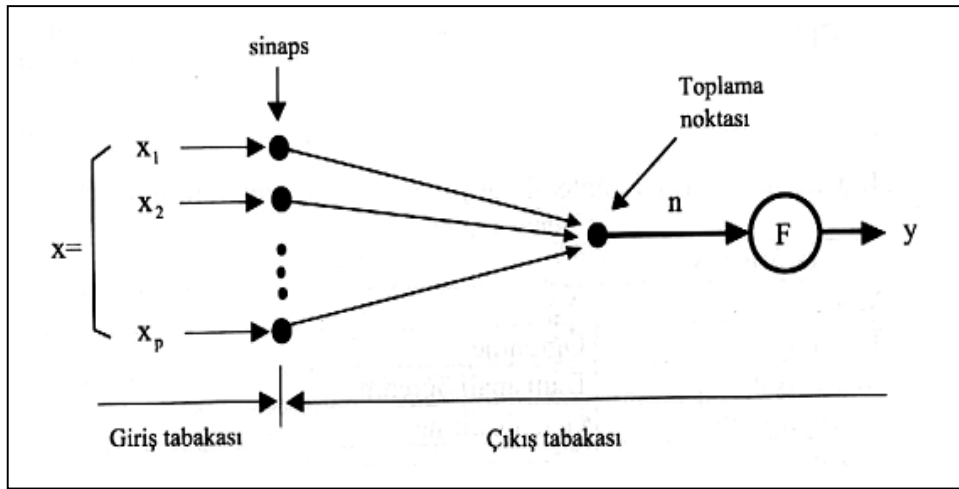 sinaps
Toplama
noktası
x₁
x₂
n
F
y
x=
xₚ
Giriş tabakası
Çıkış tabakası